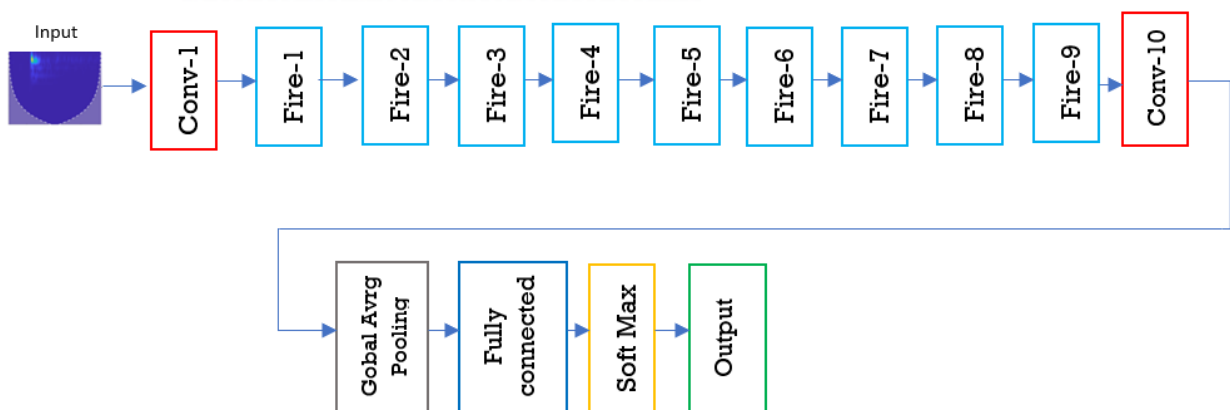 Input
Conv-1
Fire-1
Fire-2
Fire-3
Fire-4
Fire-5
Fire-6
Fire-7
Fire-8
Fire-9
Conv-10
Gobal Avrg
Pooling
Fully
connected
Soft Max
Output